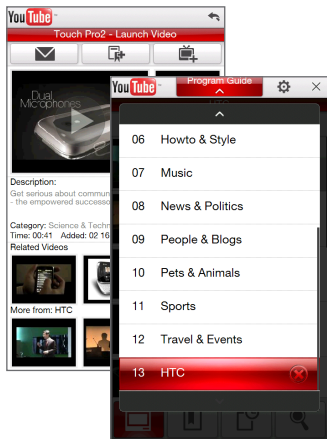 YouTube™
Touch Pro2 - Launch Video
Dual
Microphones
Description:
Get serious about commun
- the empowered successo
Category: Science & Techn
Time: 00:41 Added: 02 16
Related Videos
More from: HTC
YouTube™
Program Guide
06 Howto & Style
07 Music
08 News & Politics
09 People & Blogs
10 Pets & Animals
11 Sports
12 Travel & Events
13 HTC